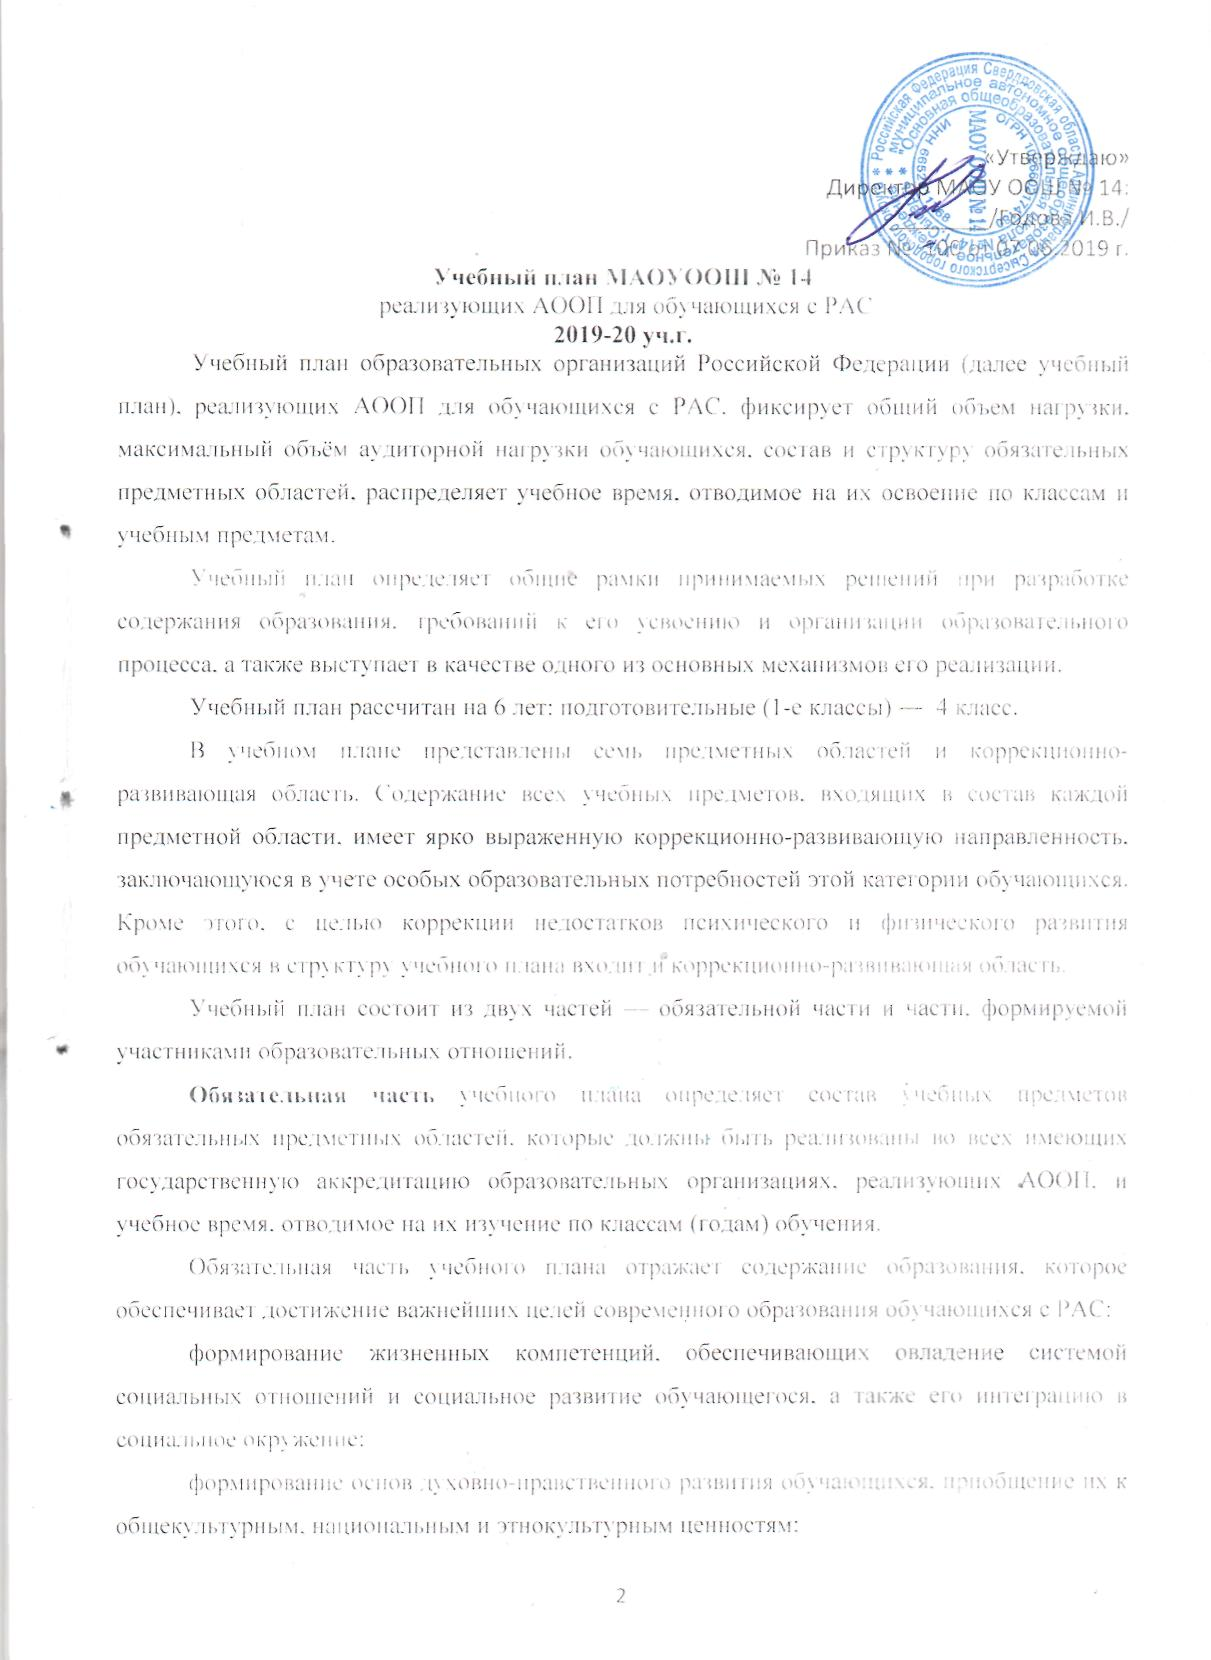 «Утверждаю»
Директор МАОУ ООШ № 14:
/Годова И.В./
Приказ № от 07.06.2019 г.
Учебный план МАОУООШ № 14
реализующих АООП для обучающихся с РАС
2019-20 уч.г.
Учебный план образовательных организаций Российской Федерации (далее учебный
план), реализующих АООП для обучающихся с РАС, фиксирует общий объем нагрузки,
максимальный объём аудиторной нагрузки обучающихся, состав и структуру обязательных
предметных областей, распределяет учебное время, отводимое на их освоение по классам и
учебным предметам.
Учебный план определяет общие рамки принимаемых решений при разработке
содержания образования, требований к его усвоению и организации образовательного
процесса, а также выступает в качестве одного из основных механизмов его реализации.
Учебный план рассчитан на 6 лет: подготовительные (1-е классы) — 4 класс.
В учебном плане представлены семь предметных областей и коррекционно-
развивающая область. Содержание всех учебных предметов, входящих в состав каждой
предметной области, имеет ярко выраженную коррекционно-развивающую направленность,
заключающуюся в учете особых образовательных потребностей этой категории обучающихся.
Кроме этого, с целью коррекции недостатков психического и физического развития
обучающихся в структуру учебного плана входит и коррекционно-развивающая область.
Учебный план состоит из двух частей — обязательной части и части, формируемой
участниками образовательных отношений.
Обязательная часть учебного плана определяет состав учебных предметов
обязательных предметных областей, которые должны быть реализованы во всех имеющих
государственную аккредитацию образовательных организациях, реализующих АООП, и
учебное время, отводимое на их изучение по классам (годам) обучения.
Обязательная часть учебного плана отражает содержание образования, которое
обеспечивает достижение важнейших целей современного образования обучающихся с РАС:
формирование жизненных компетенций, обеспечивающих овладение системой
социальных отношений и социальное развитие обучающегося, а также его интеграцию в
социальное окружение;
формирование основ духовно-нравственного развития обучающихся, приобщение их к
общекультурным, национальным и этнокультурным ценностям;
2